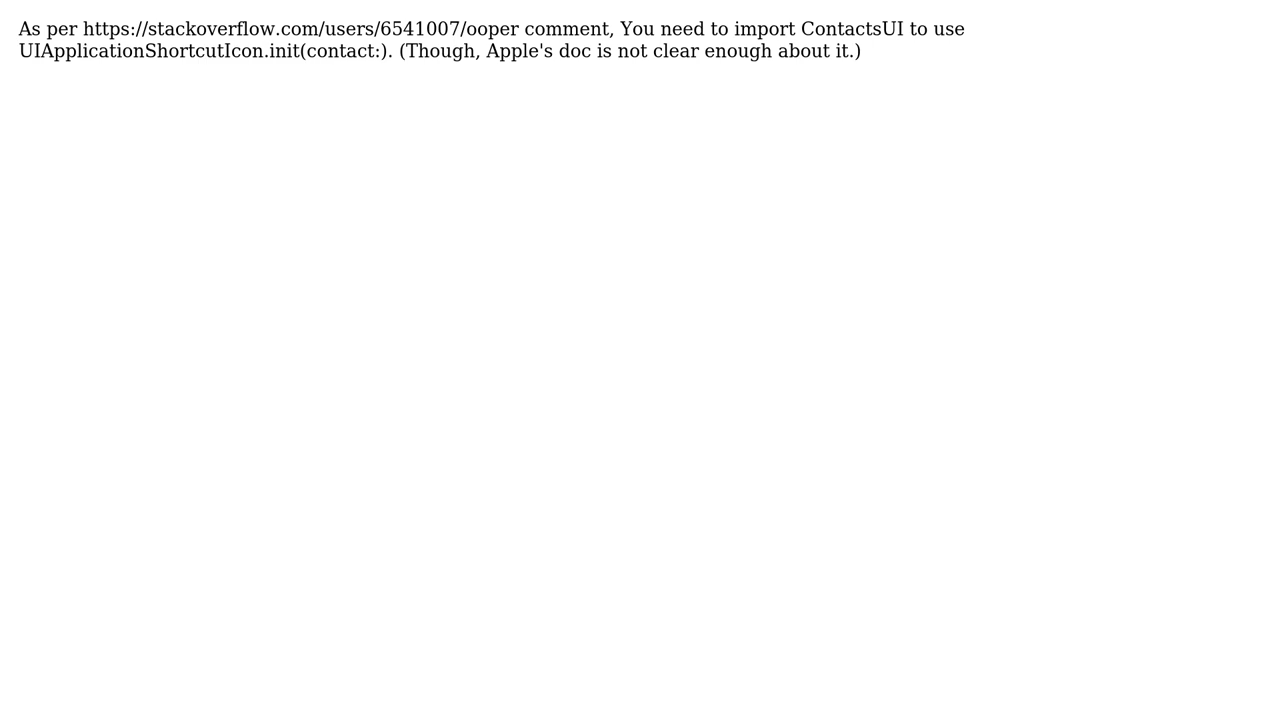 As per https://stackoverflow.com/users/6541007/ooper comment, You need to import ContactsUI to use
UIApplicationShortcutIcon.init(contact:). (Though, Apple's doc is not clear enough about it.)